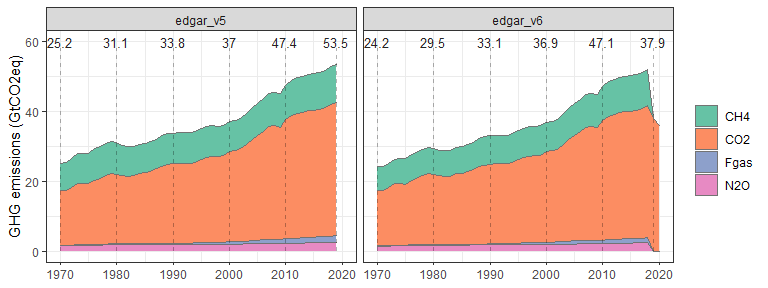 edgar_v5 edgar_v6
60
25.2 31.1 33.8 37 47.4 53.5 24.2 29.5 33.1 36.9 47.1 37.9
40
20
0
GHG emissions (GtCO2eq)
CH4
CO2
Fgas
N2O
1970 1980 1990 2000 2010 2020 1970 1980 1990 2000 2010 2020